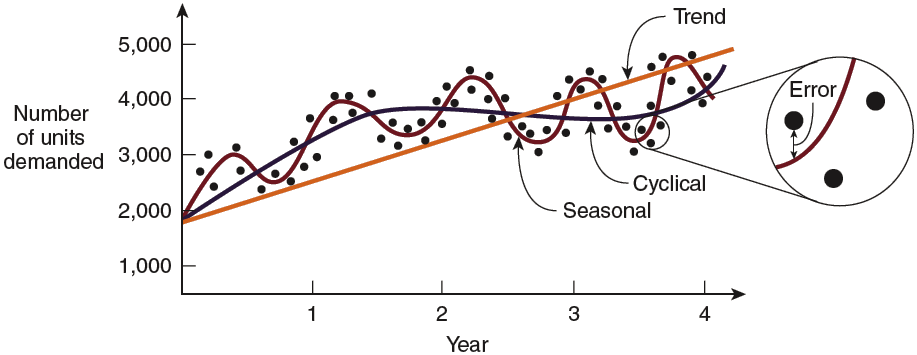 Trend
5,000
4,000
Number
of units
demanded
3,000
2,000
1,000
Error
Cyclical
Seasonal
1 2 3 4
Year